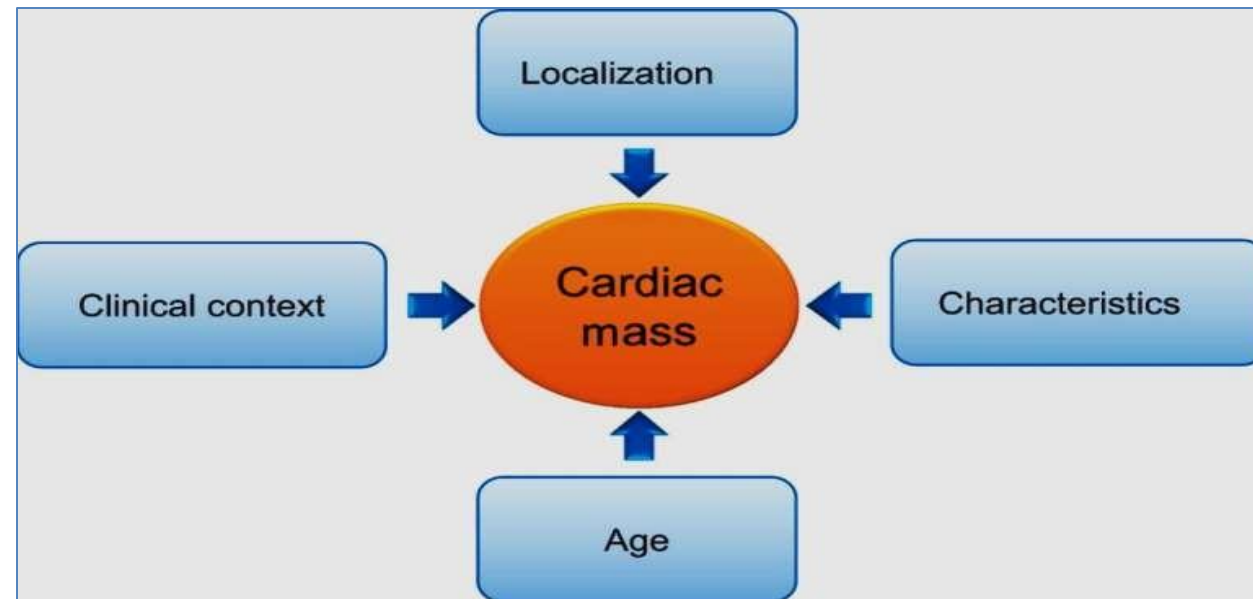 Localization
Clinical context
Cardiac
mass
Characteristics
Age